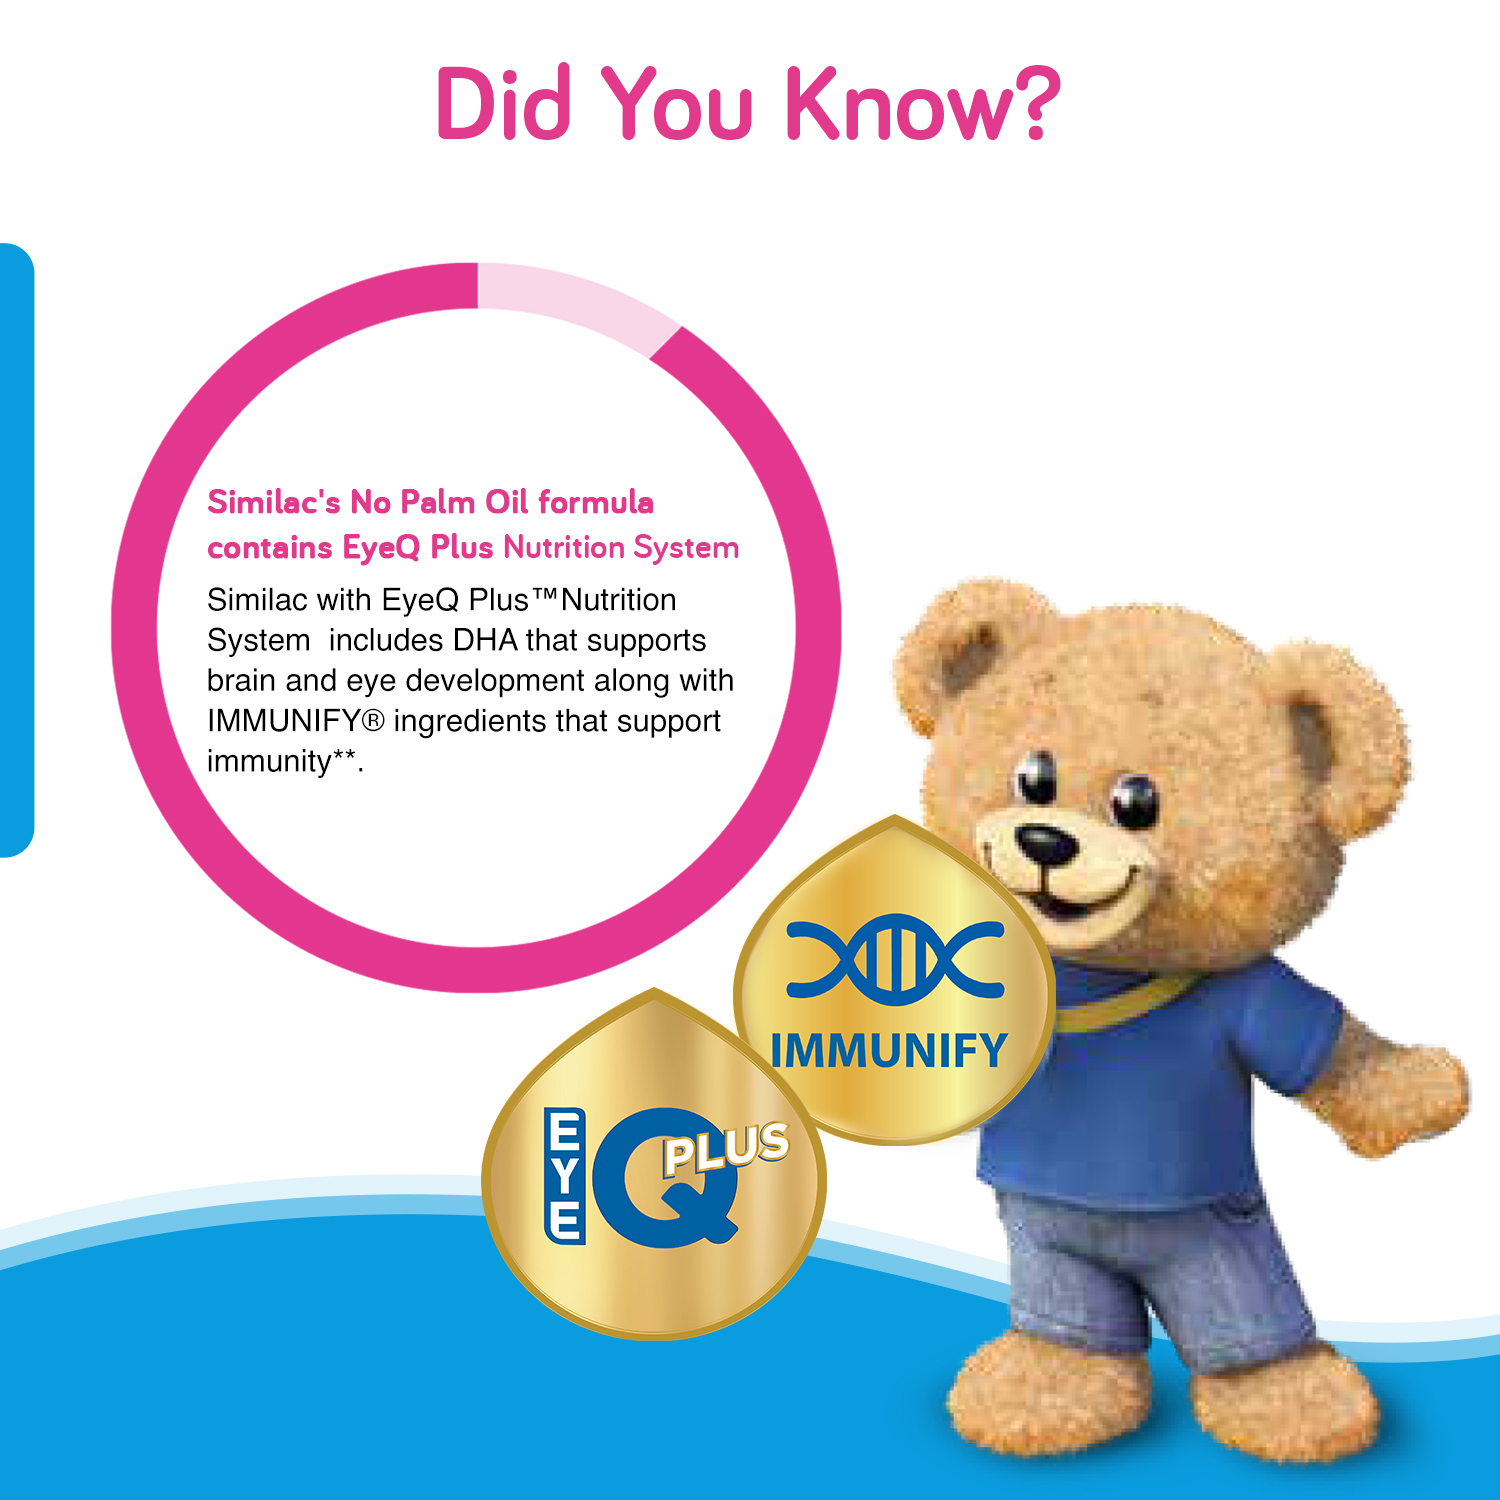 Did You Know?
Similac's No Palm Oil formula
contains EyeQ Plus Nutrition System
Similac with EyeQ Plus™Nutrition
System  includes DHA that supports
brain and eye development along with
IMMUNIFY® ingredients that support
immunity**.
IMMUNIFY
EYE Q PLUS